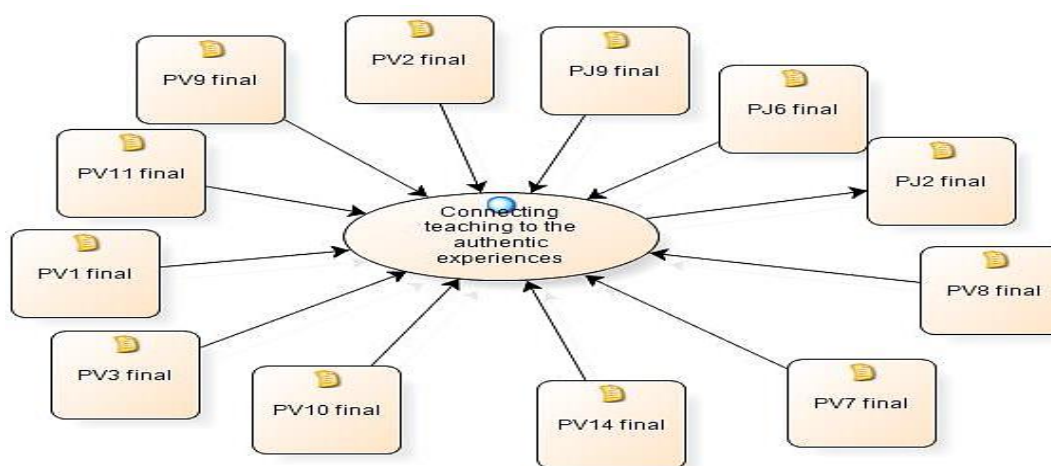 PV9 final
PV2 final
PJ9 final
PJ6 final
PV11 final
PJ2 final
Connecting
teaching to the
authentic
experiences
PV1 final
PV8 final
PV3 final
PV10 final
PV14 final
PV7 final